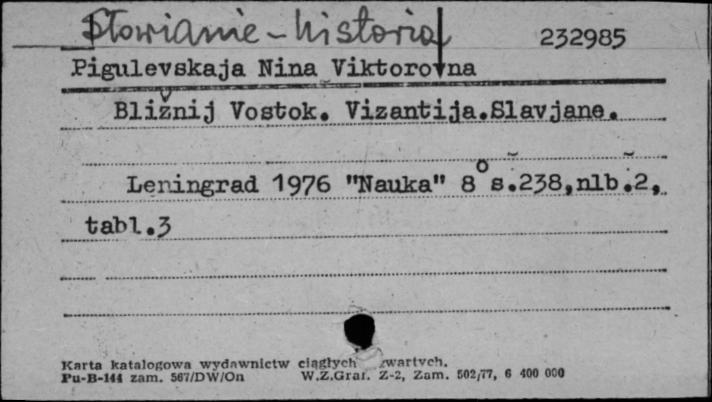 Słowianie - historia
232985
Pigulevskaja Nina Viktorovna
Bližnij Vostok. Vizantija.Slavjane.
Leningrad 1976 "Nauka" 8° s.238,nlb.2,
tabl.3
Karta katalogowa wydawnictw ciągłych zwartych.
Pu-B-144 zam. 567/DW/On W.Z.Graf. Z-2, Zam. 502/77, 6 400 000